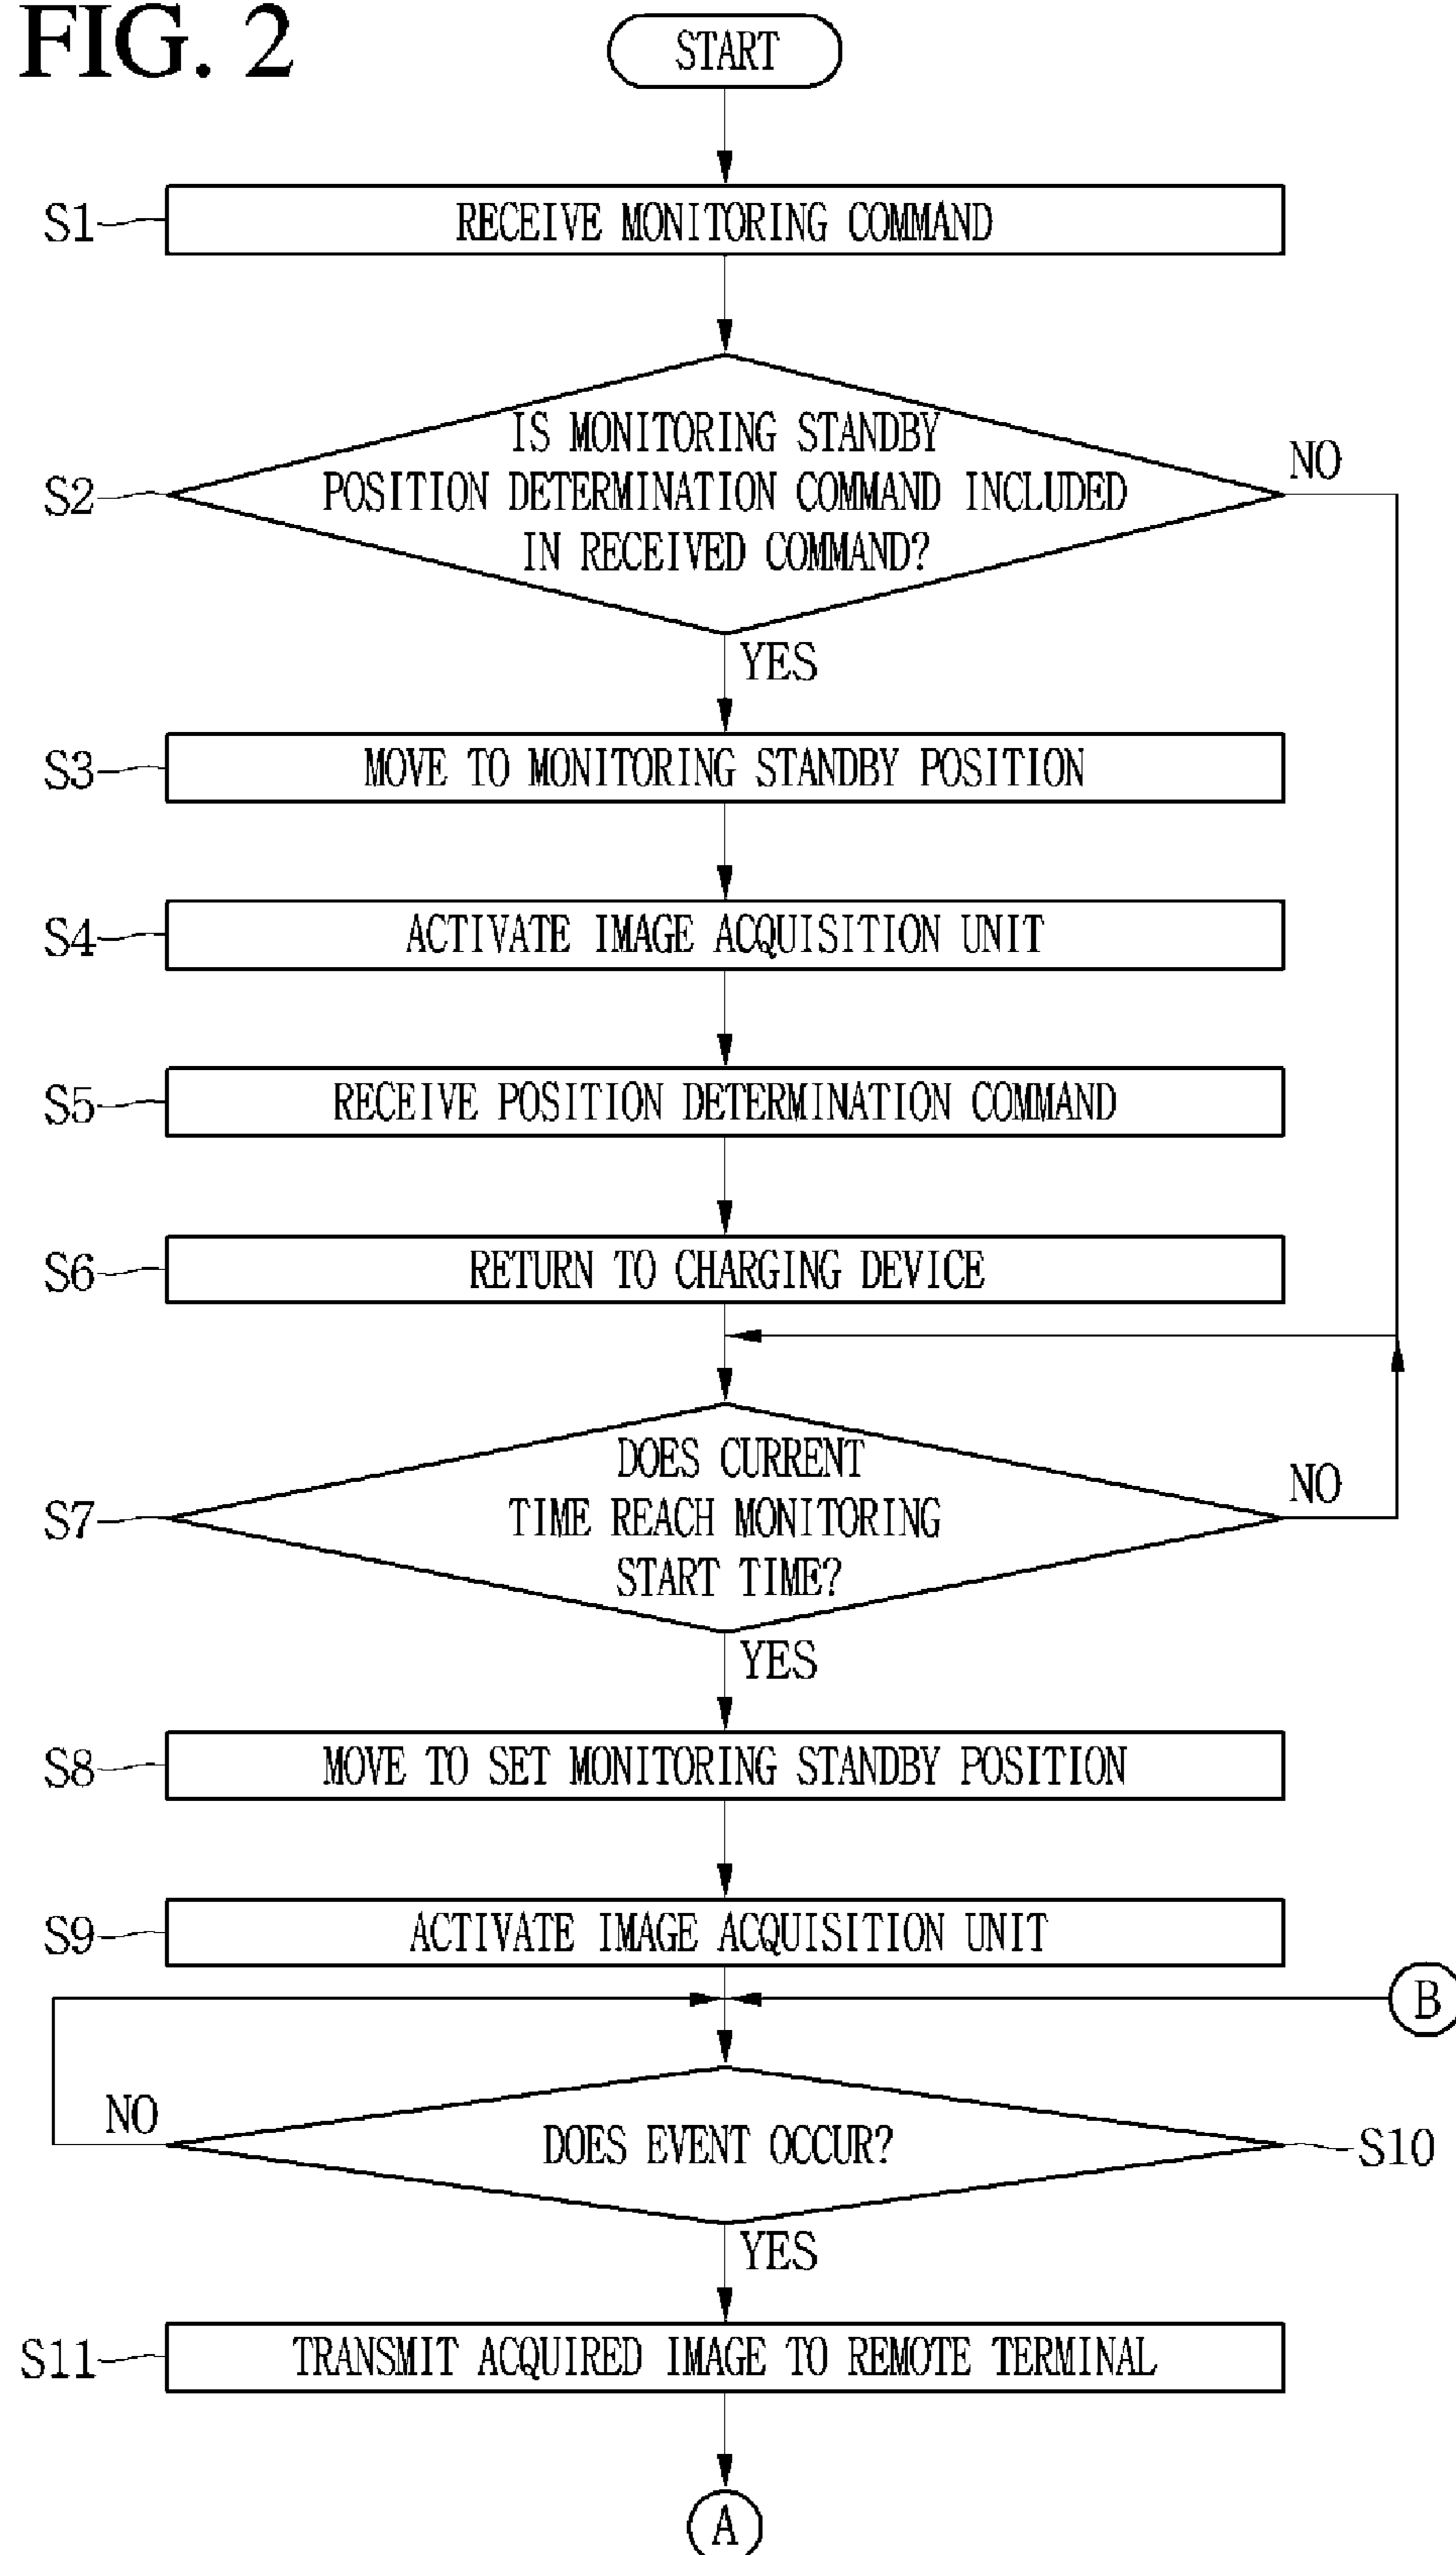 FIG. 2
START
S1
RECEIVE MONITORING COMMAND
IS MONITORING STANDBY
POSITION DETERMINATION COMMAND INCLUDED
IN RECEIVED COMMAND?
S2
NO
YES
S3
MOVE TO MONITORING STANDBY POSITION
S4
ACTIVATE IMAGE ACQUISITION UNIT
S5
RECEIVE POSITION DETERMINATION COMMAND
S6
RETURN TO CHARGING DEVICE
DOES CURRENT
TIME REACH MONITORING
START TIME?
S7
NO
YES
S8
MOVE TO SET MONITORING STANDBY POSITION
S9
ACTIVATE IMAGE ACQUISITION UNIT
B
NO
DOES EVENT OCCUR?
S10
YES
S11
TRANSMIT ACQUIRED IMAGE TO REMOTE TERMINAL
A